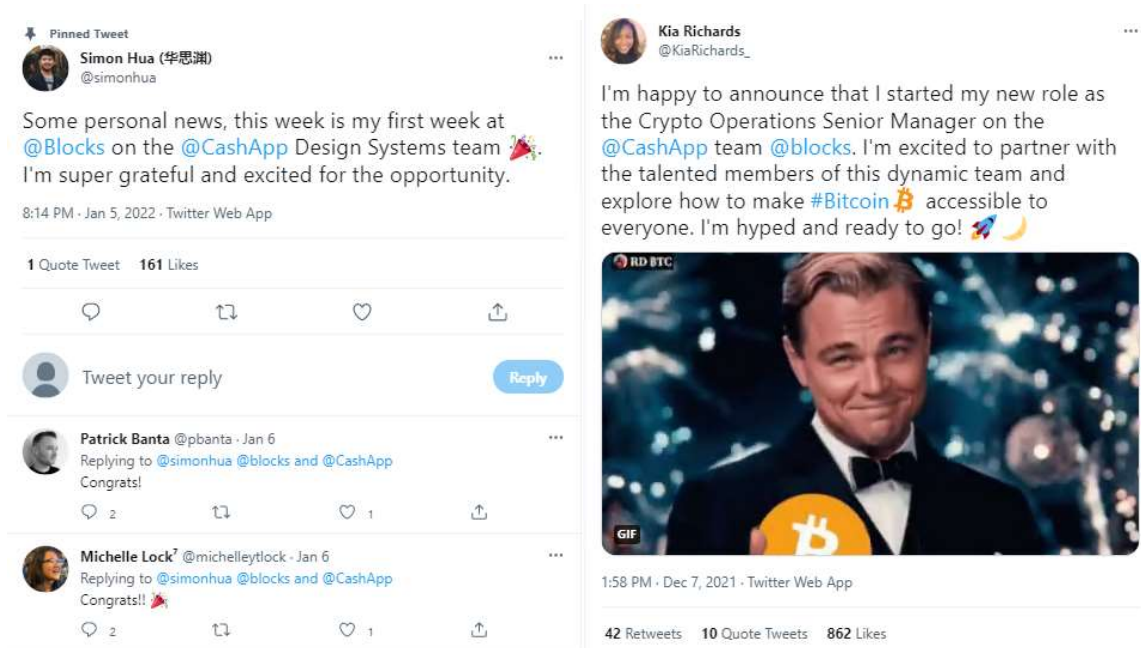 Pinned Tweet
Simon Hua (华思渊)
@simonhua
Some personal news, this week is my first week at
@Blocks on the @CashApp Design Systems team 🎉.
I'm super grateful and excited for the opportunity.
8:14 PM · Jan 5, 2022 · Twitter Web App
1 Quote Tweet 161 Likes
Tweet your reply
Reply
Patrick Banta @pbanta · Jan 6
Replying to @simonhua @blocks and @CashApp
Congrats!
2 1
Michelle Lock⁷ @michelleytlock · Jan 6
Replying to @simonhua @blocks and @CashApp
Congrats!! 🎉
2 1
Kia Richards
@KiaRichards_
I'm happy to announce that I started my new role as
the Crypto Operations Senior Manager on the
@CashApp team @blocks. I'm excited to partner with
the talented members of this dynamic team and
explore how to make #Bitcoin₿ accessible to
everyone. I'm hyped and ready to go! 🚀🌙
RD BTC
₿
GIF
1:58 PM · Dec 7, 2021 · Twitter Web App
42 Retweets 10 Quote Tweets 862 Likes